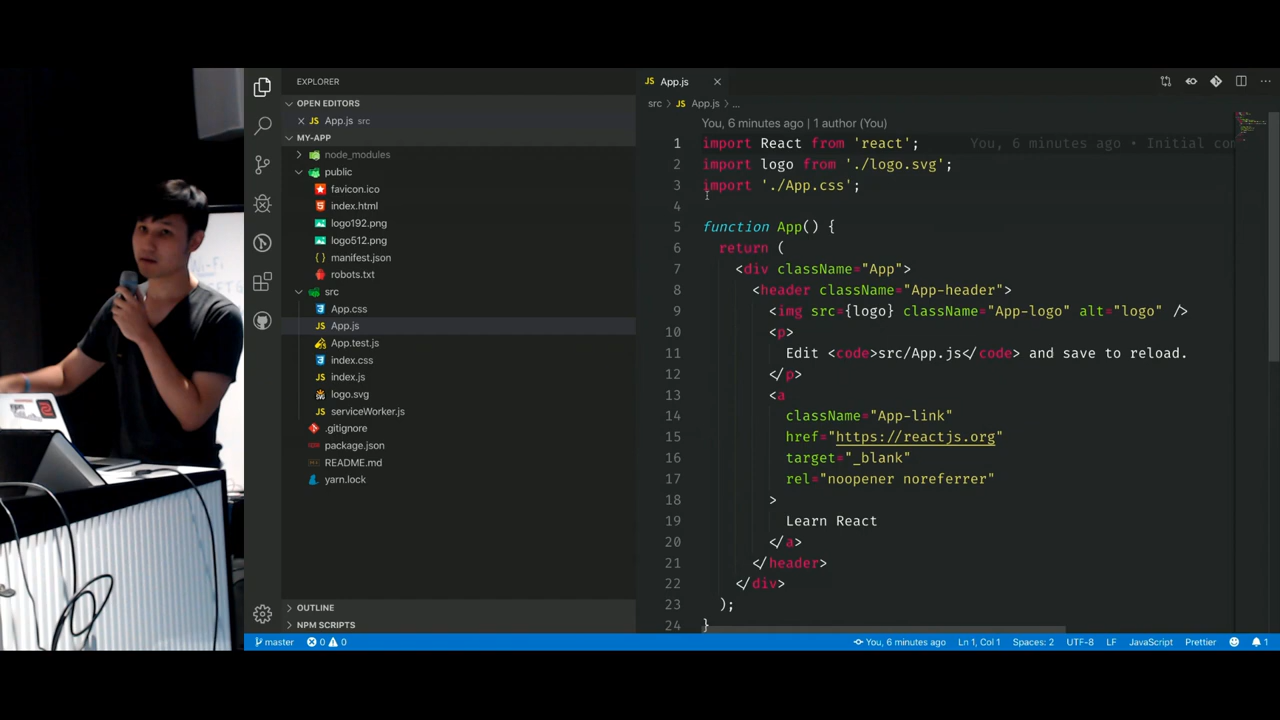 EXPLORER
OPEN EDITORS
App.js src
MY-APP
node_modules
public
favicon.ico
index.html
logo192.png
logo512.png
manifest.json
robots.txt
src
App.css
App.js
App.test.js
index.css
index.js
logo.svg
serviceWorker.js
.gitignore
package.json
README.md
yarn.lock
OUTLINE
NPM SCRIPTS
JS App.js
src > JS App.js > ...
You, 6 minutes ago | 1 author (You)
1 import React from 'react'; You, 6 minutes ago • Initial com
2 import logo from './logo.svg';
3 import './App.css';
4
5 function App() {
6 return (
7 <div className="App">
8 <header className="App-header">
9 <img src={logo} className="App-logo" alt="logo" />
10 <p>
11 Edit <code>src/App.js</code> and save to reload.
12 </p>
13 <a
14 className="App-link"
15 href="https://reactjs.org"
16 target="_blank"
17 rel="noopener noreferrer"
18 >
19 Learn React
20 </a>
21 </header>
22 </div>
23 );
24 }
master 0 0 You, 6 minutes ago Ln 1, Col 1 Spaces: 2 UTF-8 LF JavaScript Prettier 1